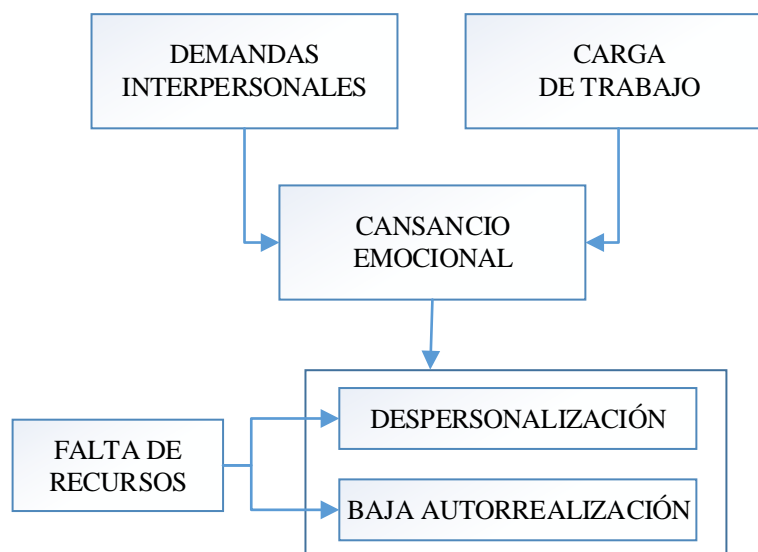 DEMANDAS
INTERPERSONALES
CARGA
DE TRABAJO
CANSANCIO
EMOCIONAL
DESPERSONALIZACIÓN
FALTA DE
RECURSOS
BAJA AUTORREALIZACIÓN